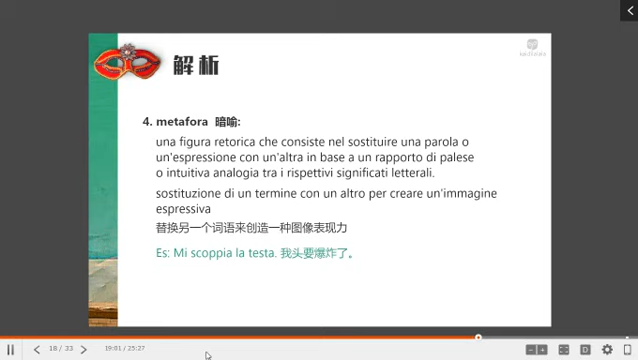 解析
4. metafora 暗喻:
una figura retorica che consiste nel sostituire una parola o
un'espressione con un'altra in base a un rapporto di palese
o intuitiva analogia tra i rispettivi significati letterali.
sostituzione di un termine con un altro per creare un'immagine
espressiva
替换另一个词语来创造一种图像表现力
Es: Mi scoppia la testa. 我头要爆炸了。
18 / 33
19:01 / 25:27
D